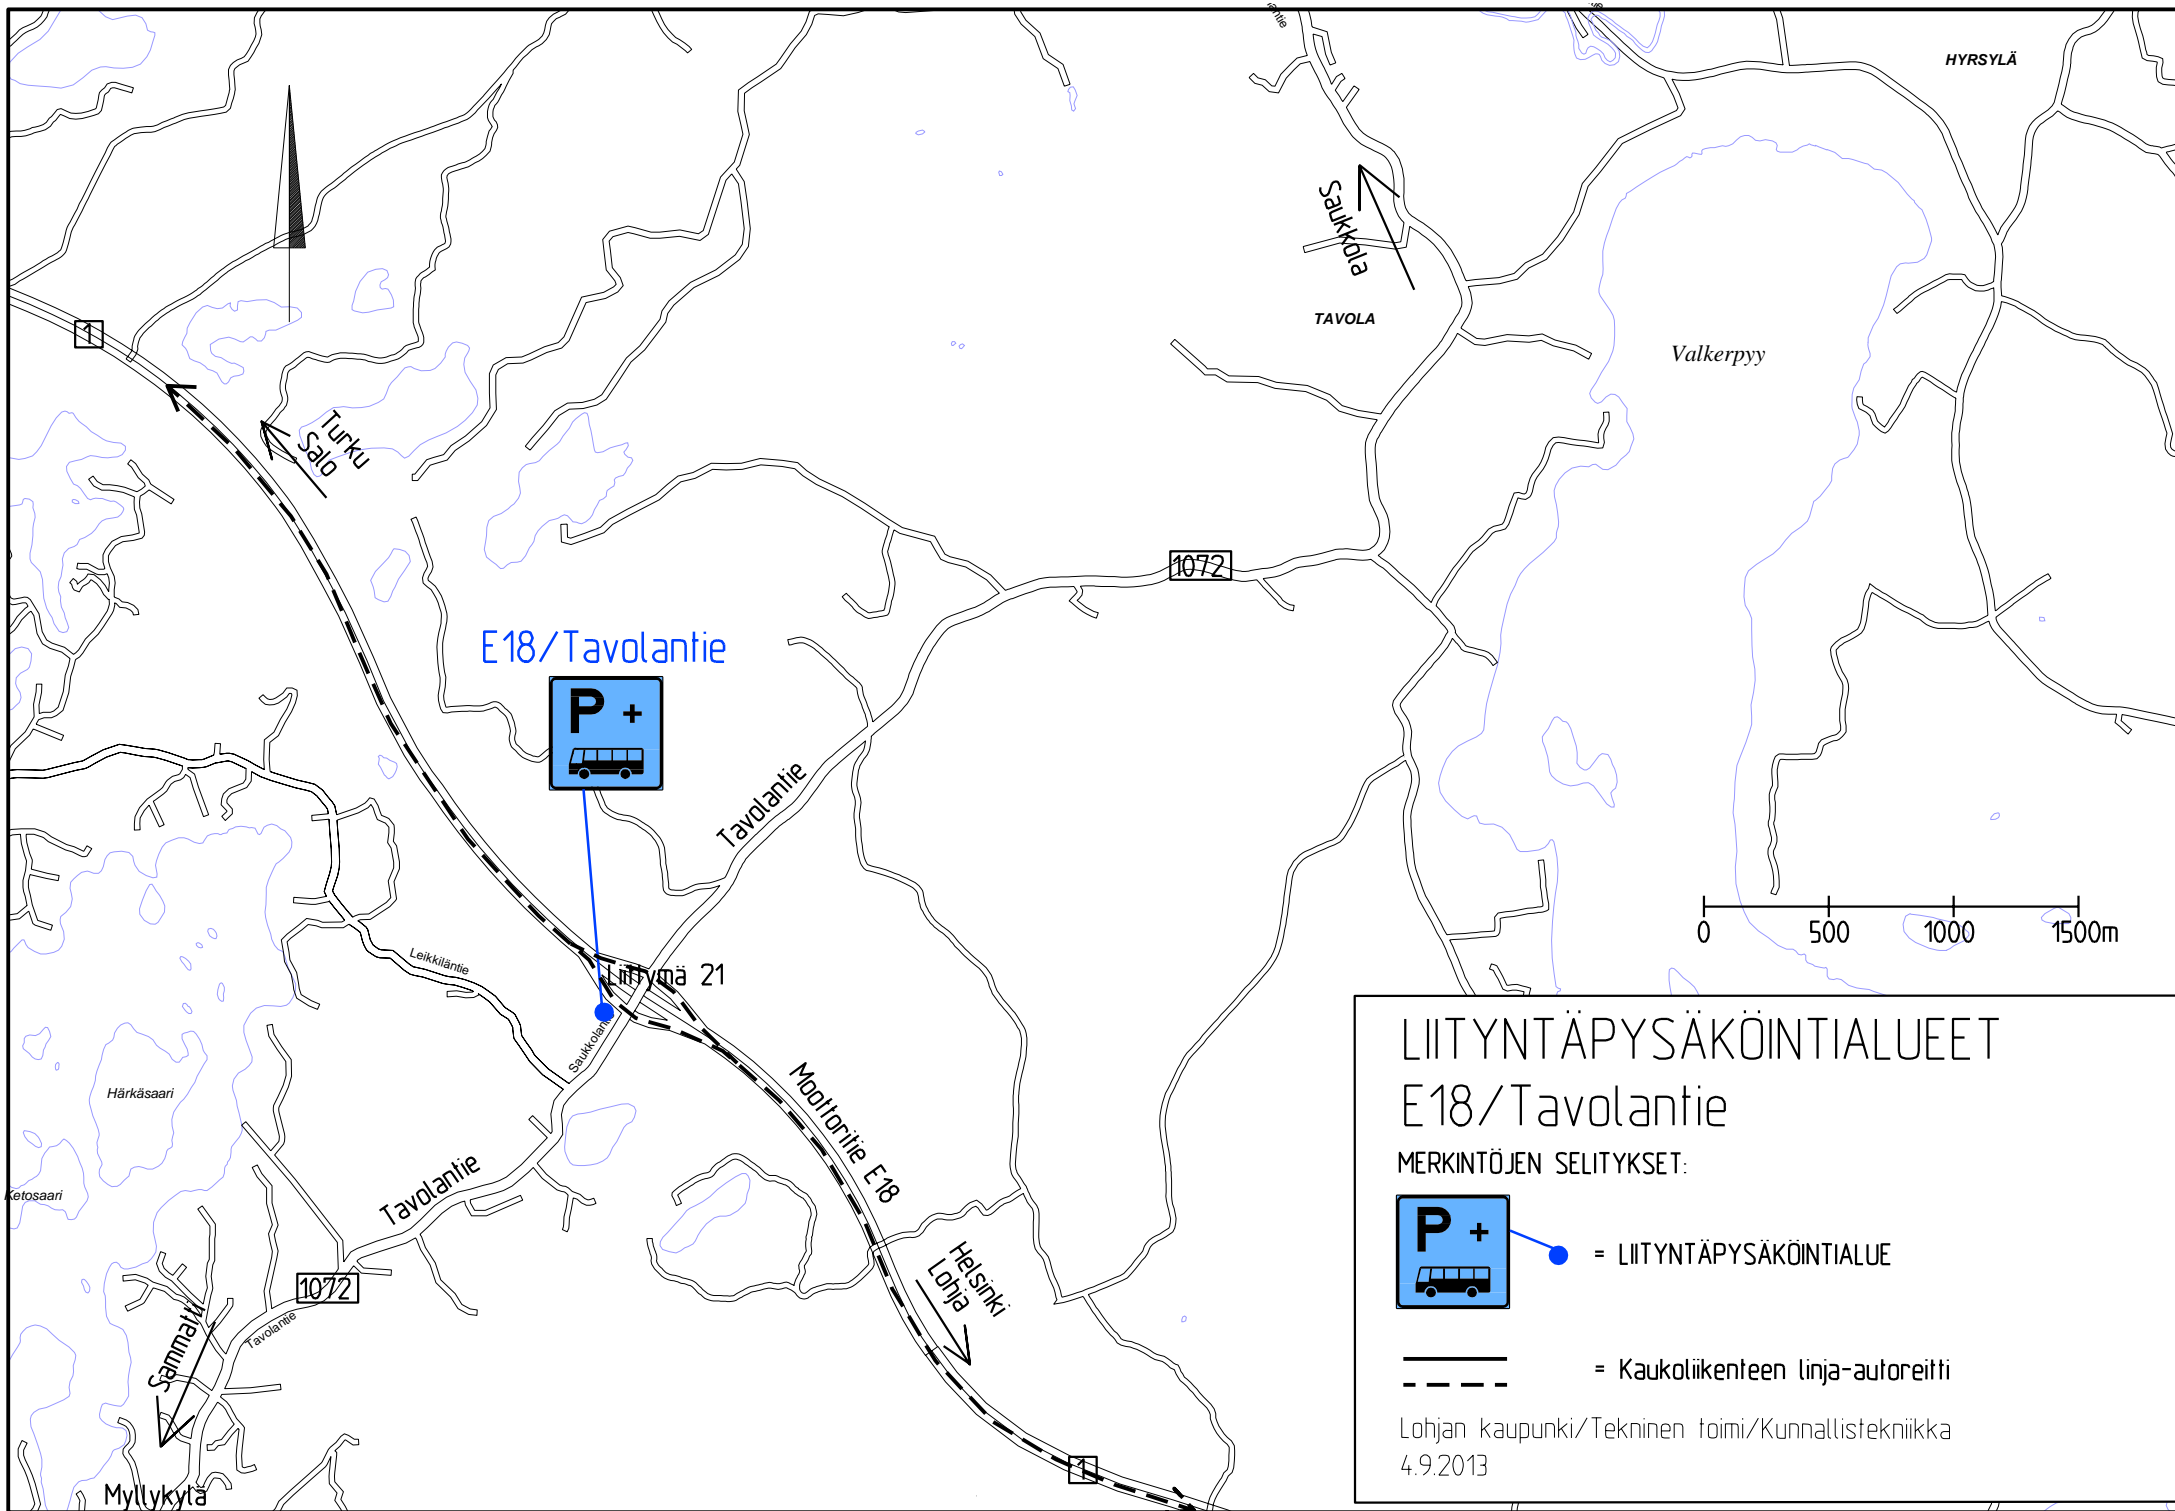 HYRSYLÄ
Saukkola
TAVOLA
Valkerpyy
1
Turku
Salo
1072
E18/Tavolantie
P +
Tavolantie
0 500 1000 1500m
Leikkiläntie
Liittymä 21
Härkäsaari
Moottoritie E18
Tavolantie
Ketosaari
Helsinki
Lohja
1072
Tavolantie
Sammatti
Myllykylä
1
LIITYNTÄPYSÄKÖINTIALUEET
E18/Tavolantie
MERKINTÖJEN SELITYKSET:
P +
= LIITYNTÄPYSÄKÖINTIALUE
= Kaukoliikenteen linja-autoreitti
Lohjan kaupunki/Tekninen toimi/Kunnallistekniikka
4.9.2013